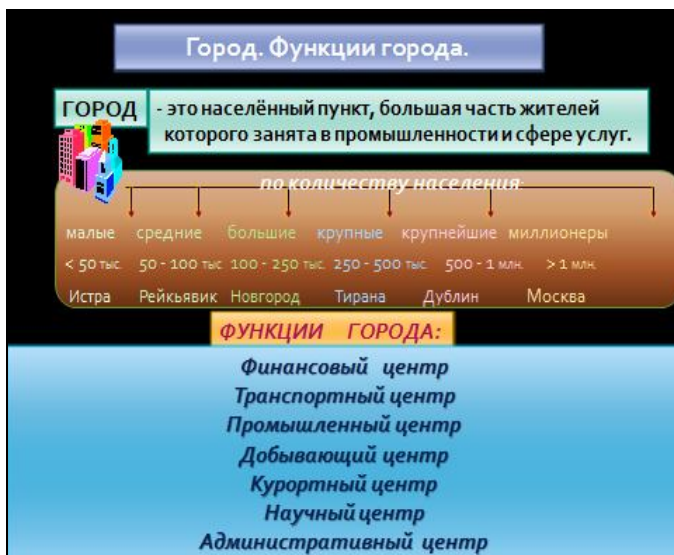 Город. Функции города.
ГОРОД
- это населённый пункт, большая часть жителей
которого занята в промышленности и сфере услуг.
по количеству населения:
малые средние большие крупные крупнейшие миллионеры
< 50 тыс. 50 - 100 тыс 100 - 250 тыс. 250 - 500 тыс. 500 - 1 млн. > 1 млн.
Истра Рейкьявик Новгород Тирана Дублин Москва
ФУНКЦИИ ГОРОДА:
Финансовый центр
Транспортный центр
Промышленный центр
Добывающий центр
Курортный центр
Научный центр
Административный центр